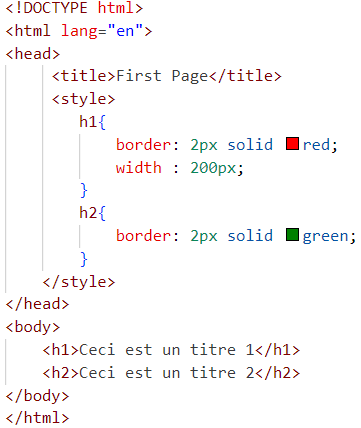 <!DOCTYPE html>
<html lang="en">
<head>
<title>First Page</title>
<style>
h1{
border: 2px solid red;
width : 200px;
}
h2{
border: 2px solid green;
}
</style>
</head>
<body>
<h1>Ceci est un titre 1</h1>
<h2>Ceci est un titre 2</h2>
</body>
</html>